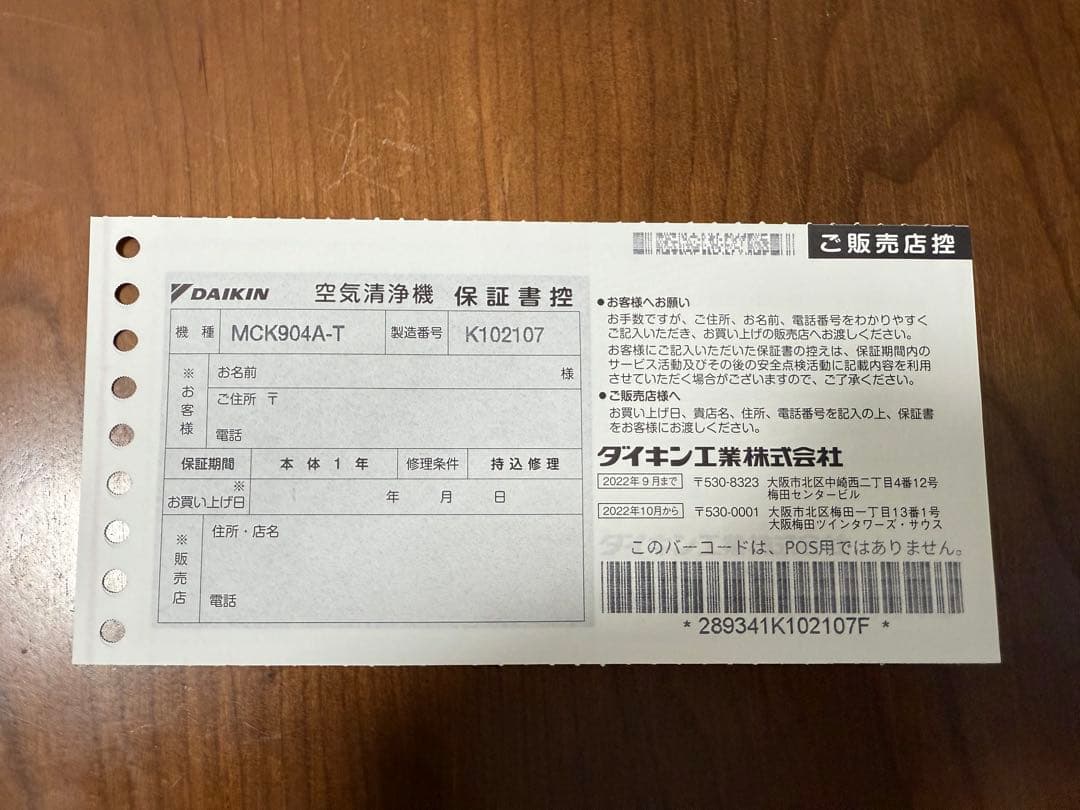 ご販売店控
DAIKIN 空気清浄機 保証書控
機種 MCK904A-T 製造番号 K102107
※お客様
お名前 様
ご住所 〒
電話
保証期間 本体1年 修理条件 持込修理
※お買い上げ日 年 月 日
※販売店
住所・店名
電話
●お客様へお願い
お手数ですが、ご住所、お名前、電話番号をわかりやすく
ご記入いただき、お買い上げの販売店へお渡しください。
お客様にご記入いただいた保証書の控えは、保証期間内の
サービス活動及びその後の安全点検活動に記載内容を利用
させていただく場合がございますので、ご了承ください。
●ご販売店様へ
お買い上げ日、貴店名、住所、電話番号を記入の上、保証書
をお客様にお渡しください。
ダイキン工業株式会社
2022年9月まで 〒530-8323 大阪市北区中崎西二丁目4番12号
梅田センタービル
2022年10月から 〒530-0001 大阪市北区梅田一丁目13番1号
大阪梅田ツインタワーズ・サウス
このバーコードは、POS用ではありません。
* 289341K102107F *